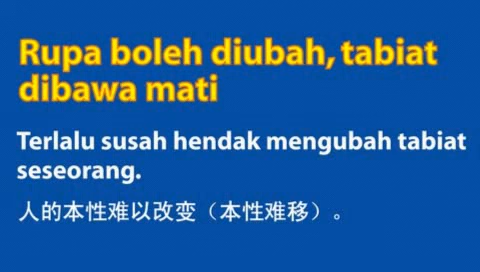 Rupa boleh diubah, tabiat
dibawa mati
Terlalu susah hendak mengubah tabiat
seseorang.
人的本性难以改变（本性难移）。